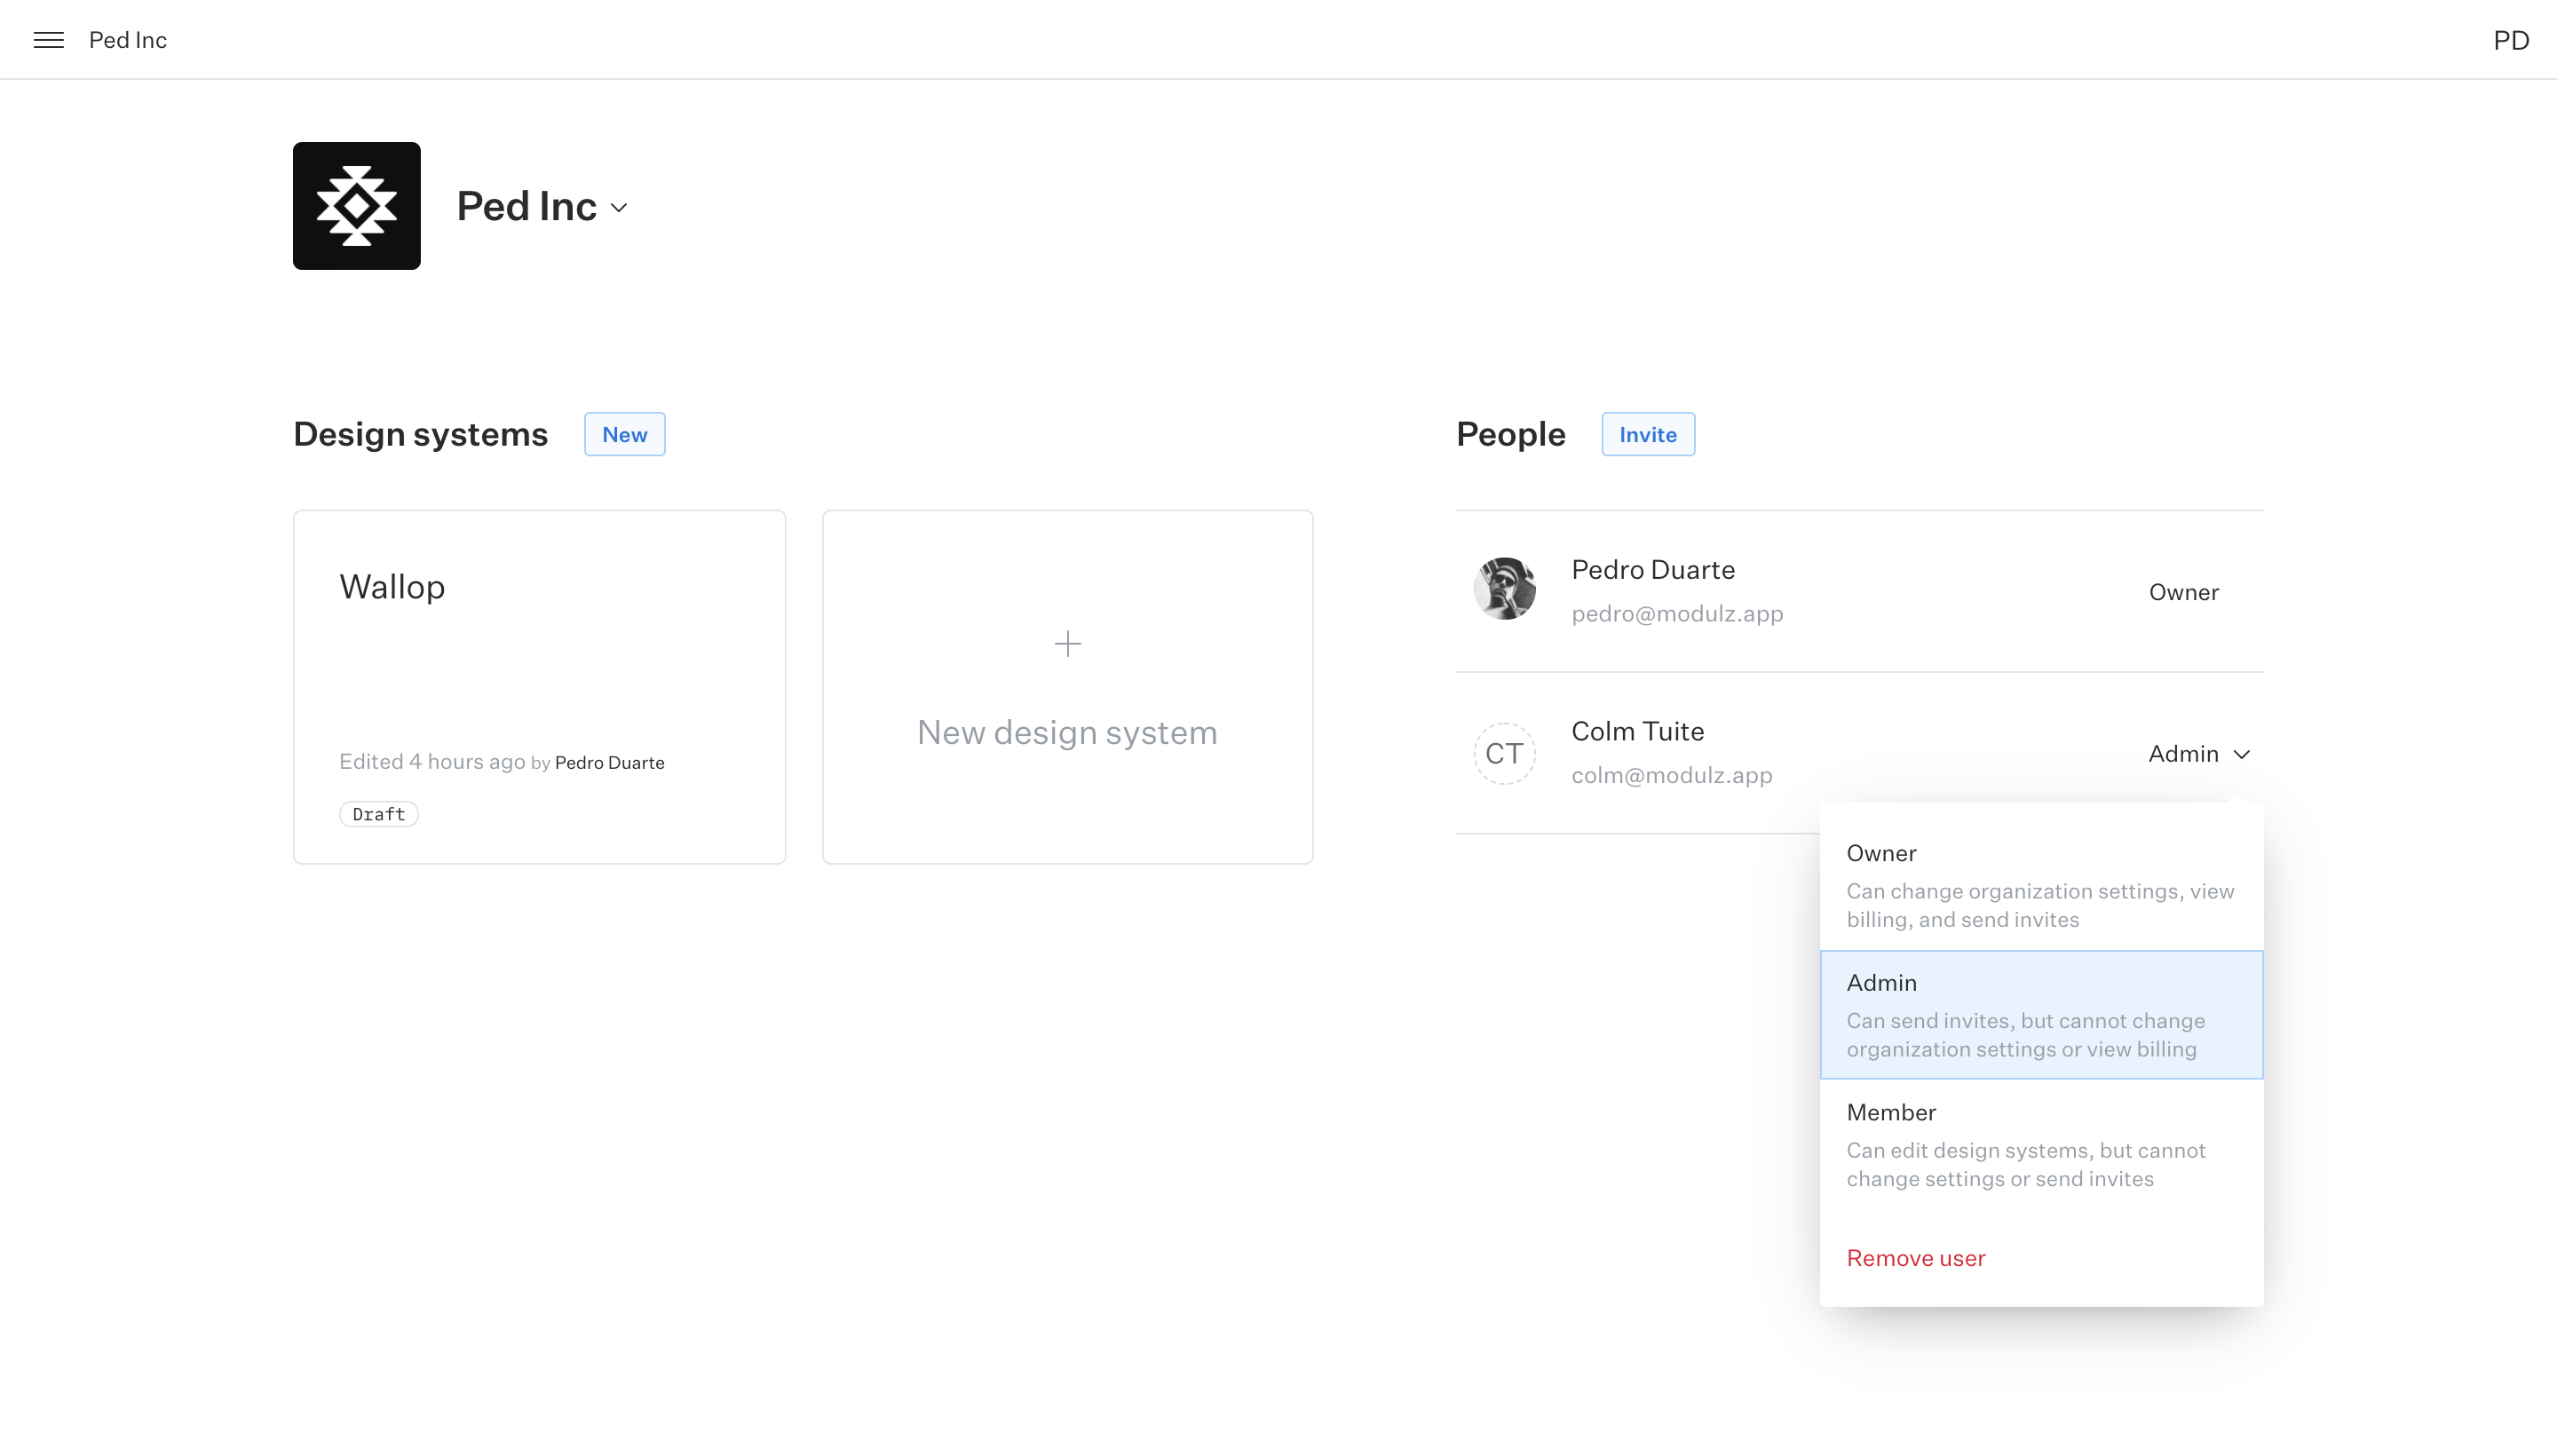 Ped Inc
PD
Ped Inc
Design systems
New
Wallop
Edited 4 hours ago by Pedro Duarte
Draft
New design system
People
Invite
Pedro Duarte
pedro@modulz.app
Owner
CT
Colm Tuite
colm@modulz.app
Admin
Owner
Can change organization settings, view
billing, and send invites
Admin
Can send invites, but cannot change
organization settings or view billing
Member
Can edit design systems, but cannot
change settings or send invites
Remove user